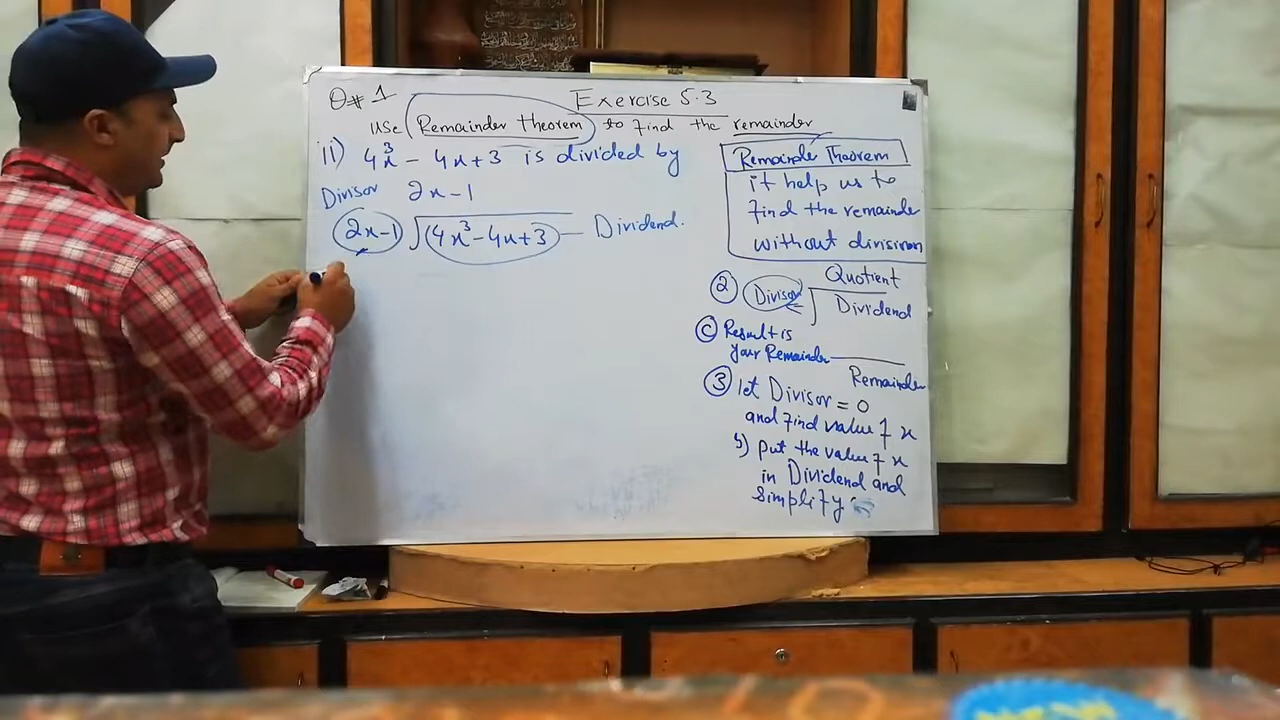 Q# 1 Exercise 5.3
use Remainder theorem to find the remainder
ii) 4x³ - 4x + 3 is divided by
Divisor 2x - 1
2x-1 4x³-4x+3 Dividend.
Remainder Theorem
it help us to
find the remainder
without division
Quotient
② Divisor Dividend
ⓒ Result is
your Remainder
Remainder
③ let Divisor = 0
and find value of x
b) put the value of x
in Dividend and
simplify
NEW